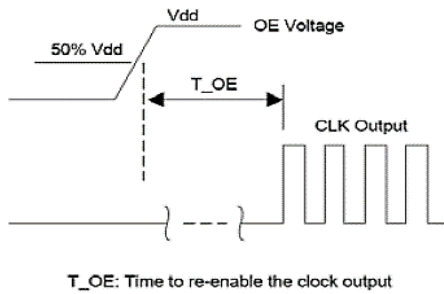 Vdd
OE Voltage
50% Vdd
T_OE
CLK Output
T_OE: Time to re-enable the clock output